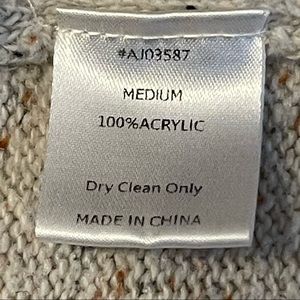 #AJ03587
MEDIUM
100%ACRYLIC
Dry Clean Only
MADE IN CHINA